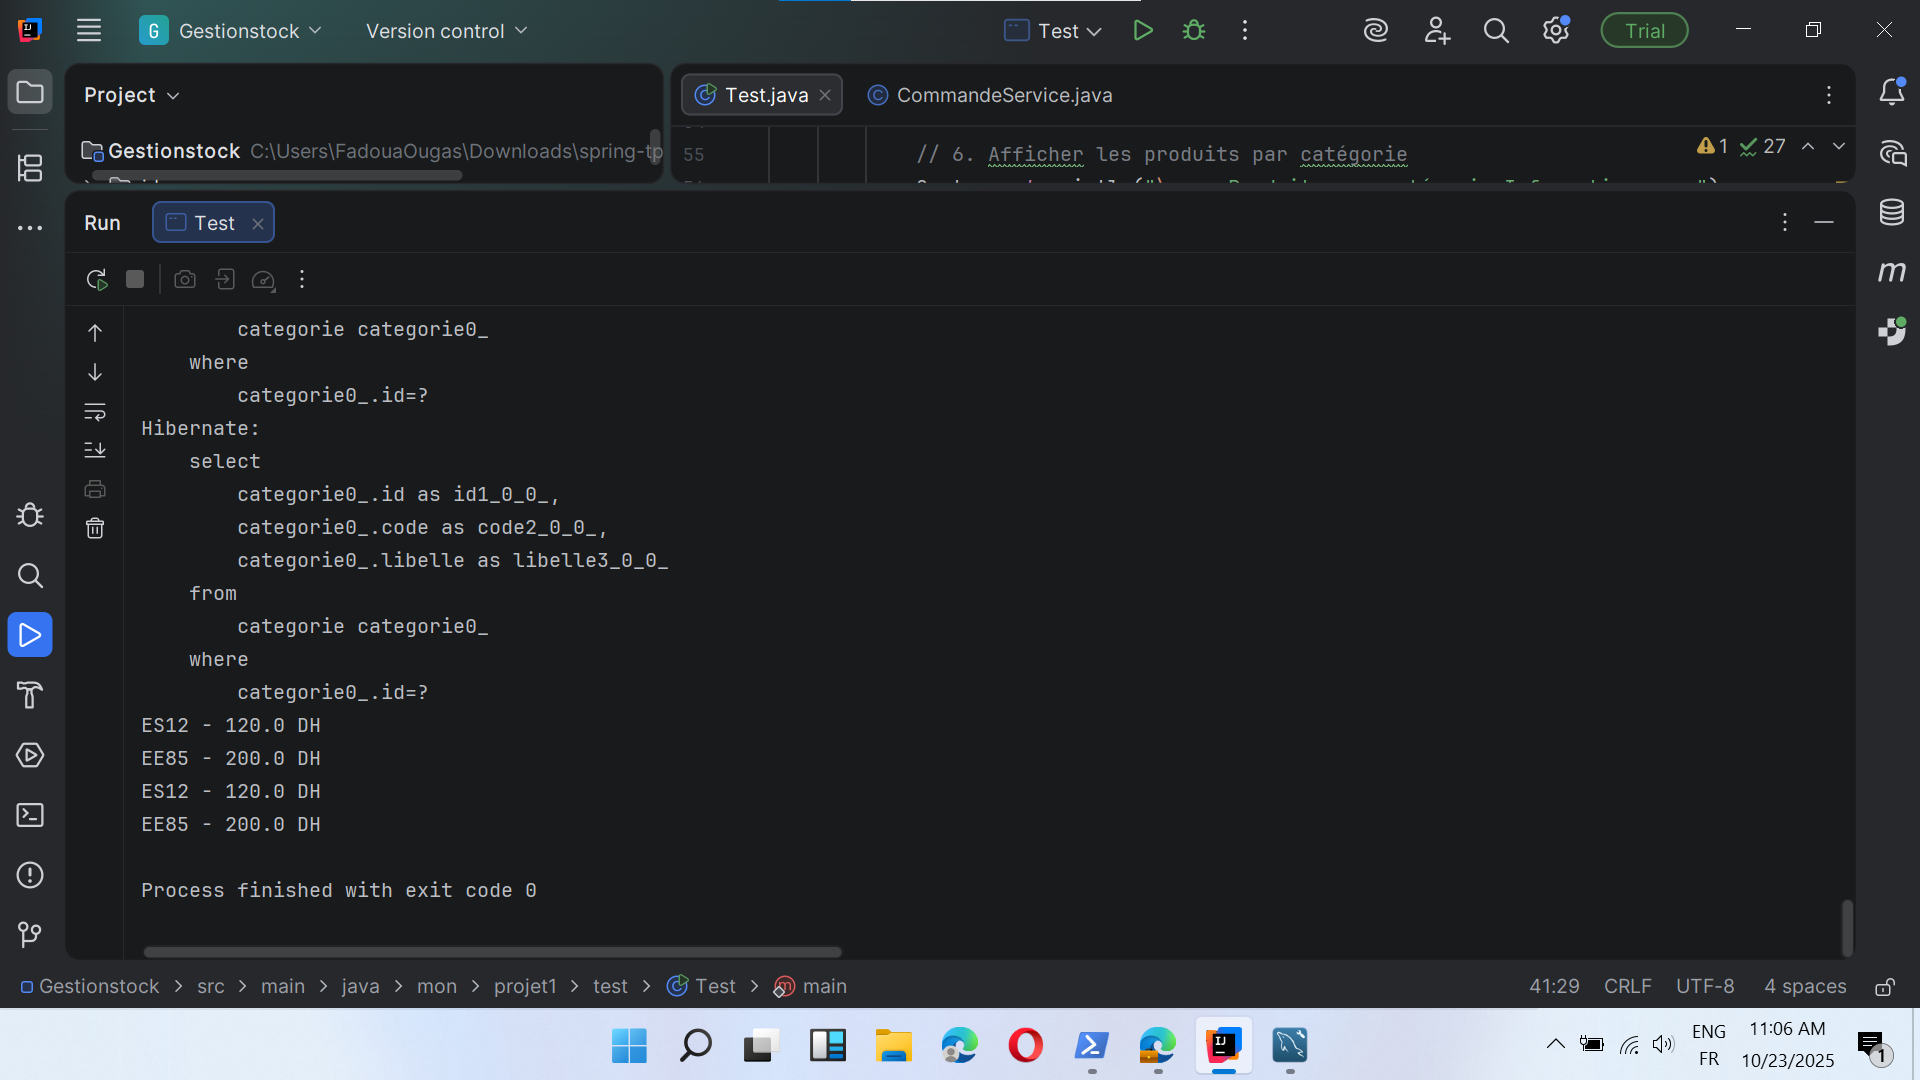 G Gestionstock
Version control
Test
Trial
Project
Test.java
CommandeService.java
Gestionstock C:\Users\FadouaOugas\Downloads\spring-tp
55 // 6. Afficher les produits par catégorie
1 27
Run
Test
m
categorie categorie0_
where
categorie0_.id=?
Hibernate:
select
categorie0_.id as id1_0_0_,
categorie0_.code as code2_0_0_,
categorie0_.libelle as libelle3_0_0_
from
categorie categorie0_
where
categorie0_.id=?
ES12 - 120.0 DH
EE85 - 200.0 DH
ES12 - 120.0 DH
EE85 - 200.0 DH
Process finished with exit code 0
Gestionstock > src > main > java > mon > projet1 > test > Test > main
41:29 CRLF UTF-8 4 spaces
ENG
FR
11:06 AM
10/23/2025
1